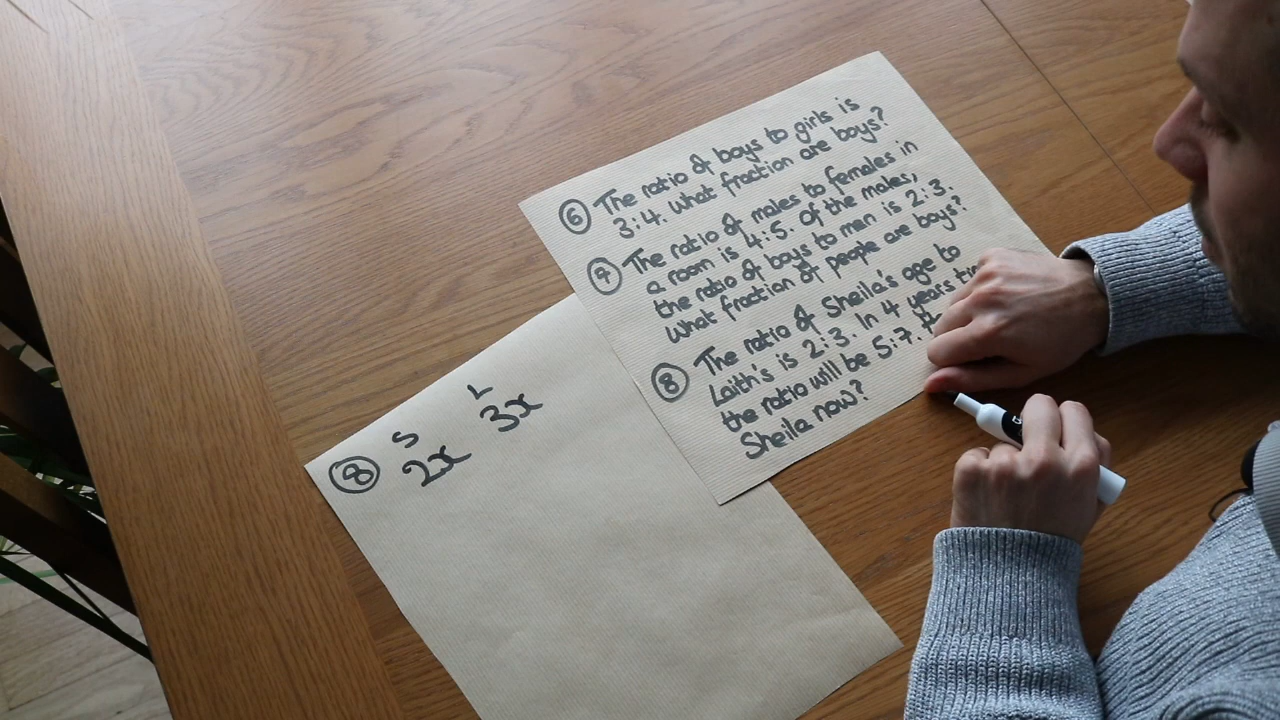 ⑥ The ratio of boys to girls is
3:4. What fraction are boys?
⑦ The ratio of males to females in
a room is 4:5. Of the males,
the ratio of boys to men is 2:3.
What fraction of people are boys?
⑧ The ratio of Sheila's age to
Laith's is 2:3. In 4 years
the ratio will be 5:7.
Sheila now?
⑧ S L
2x 3x